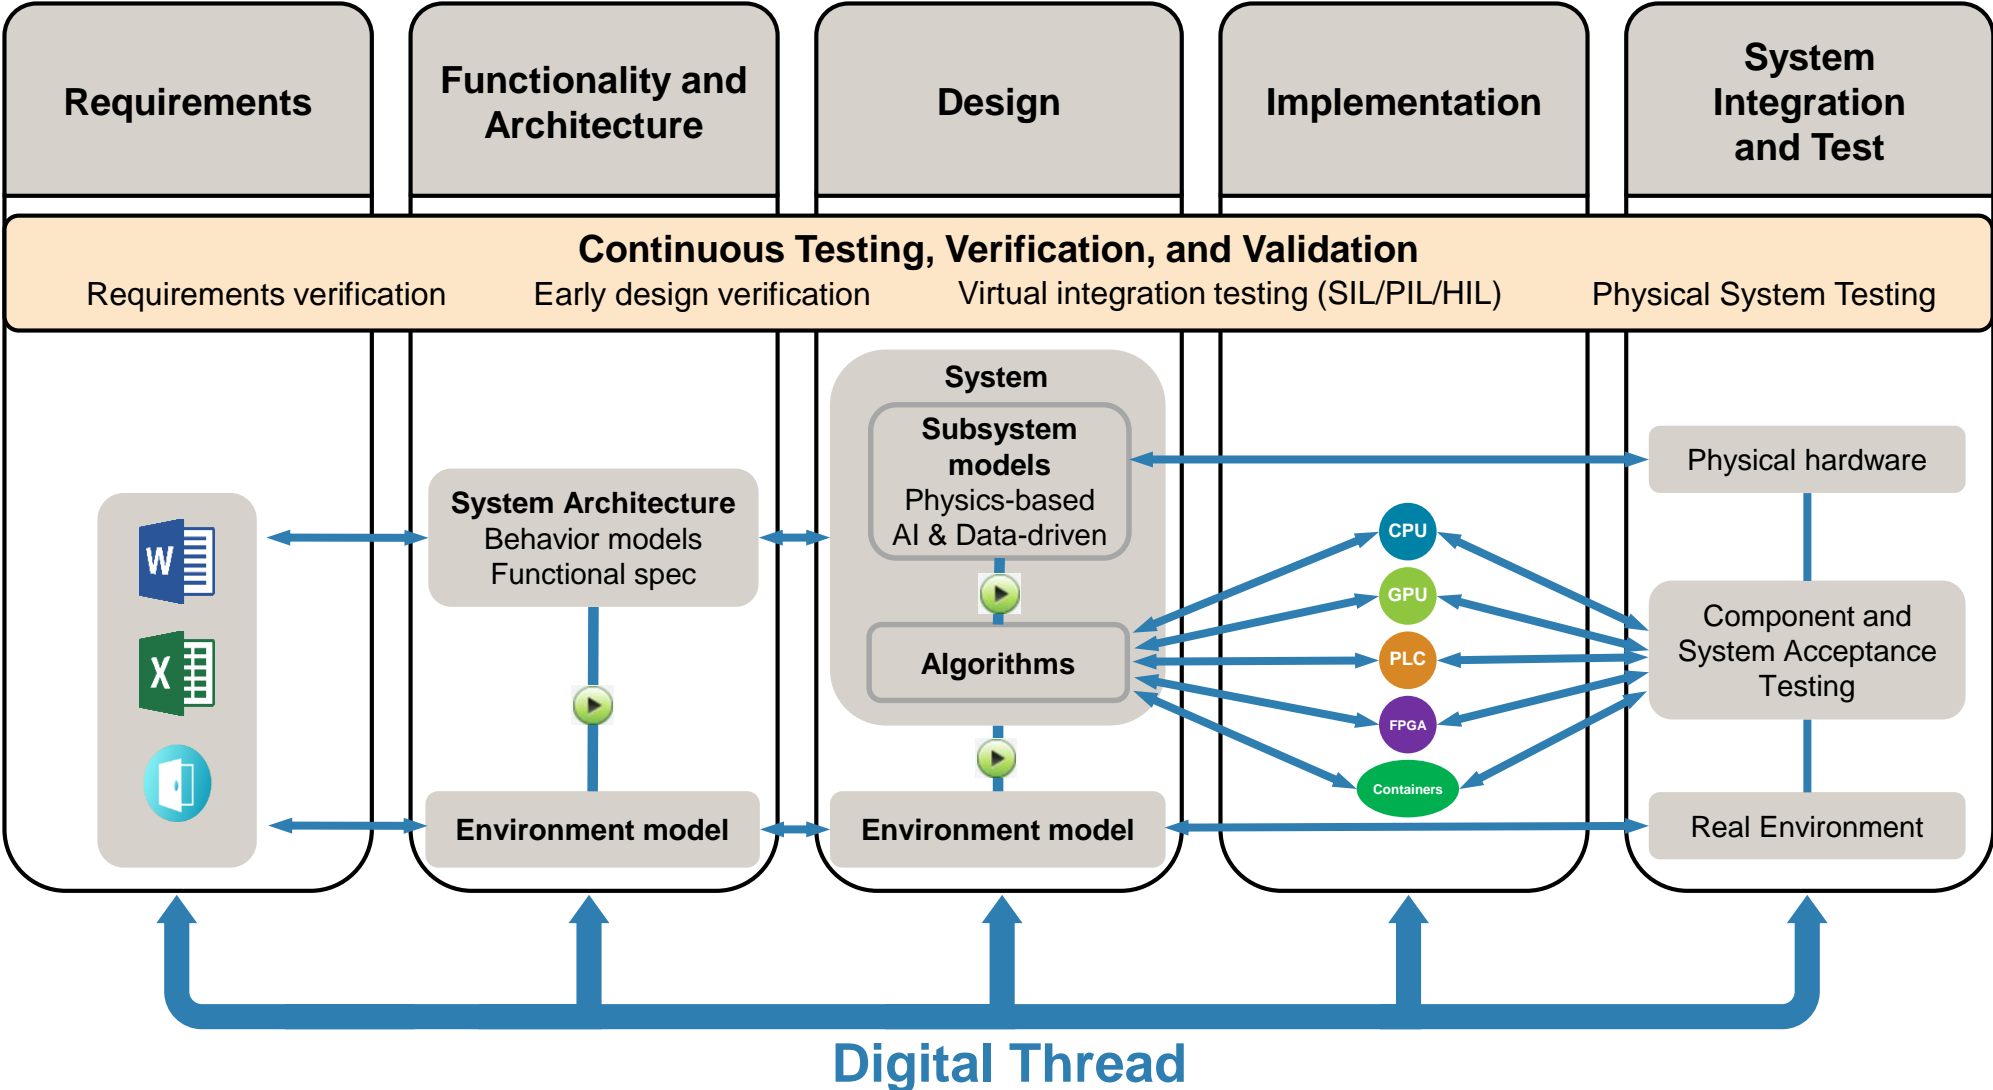 Requirements
Functionality and
Architecture
Design
Implementation
System
Integration
and Test
Continuous Testing, Verification, and Validation
Requirements verification
Early design verification
Virtual integration testing (SIL/PIL/HIL)
Physical System Testing
W
X
System Architecture
Behavior models
Functional spec
Environment model
System
Subsystem
models
Physics-based
AI & Data-driven
Algorithms
Environment model
CPU
GPU
PLC
FPGA
Containers
Physical hardware
Component and
System Acceptance
Testing
Real Environment
Digital Thread